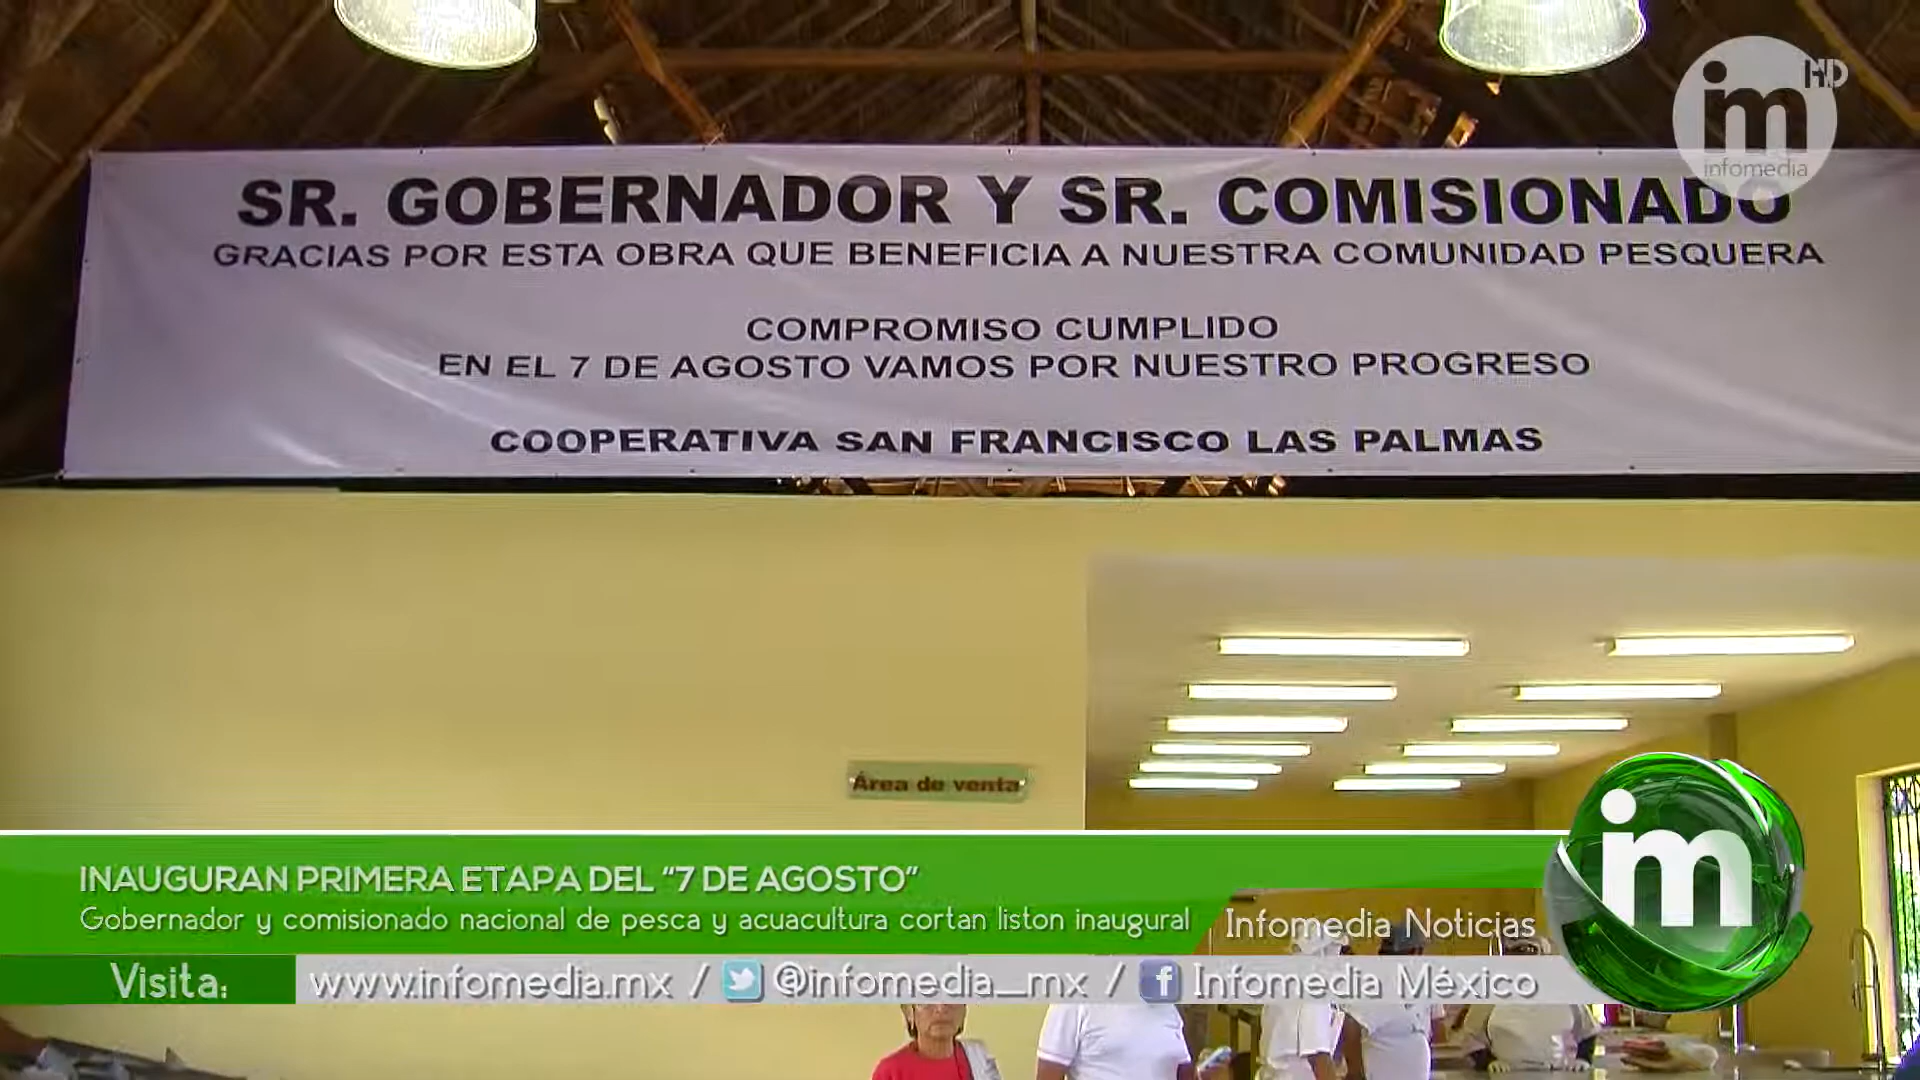 im HD
infomedia
SR. GOBERNADOR Y SR. COMISIONADO
GRACIAS POR ESTA OBRA QUE BENEFICIA A NUESTRA COMUNIDAD PESQUERA
COMPROMISO CUMPLIDO
EN EL 7 DE AGOSTO VAMOS POR NUESTRO PROGRESO
COOPERATIVA SAN FRANCISCO LAS PALMAS
Área de venta
INAUGURAN PRIMERA ETAPA DEL “7 DE AGOSTO”
Gobernador y comisionado nacional de pesca y acuacultura cortan liston inaugural
Infomedia Noticias
im
Visita: www.infomedia.mx / @infomedia_mx / f Infomedia México